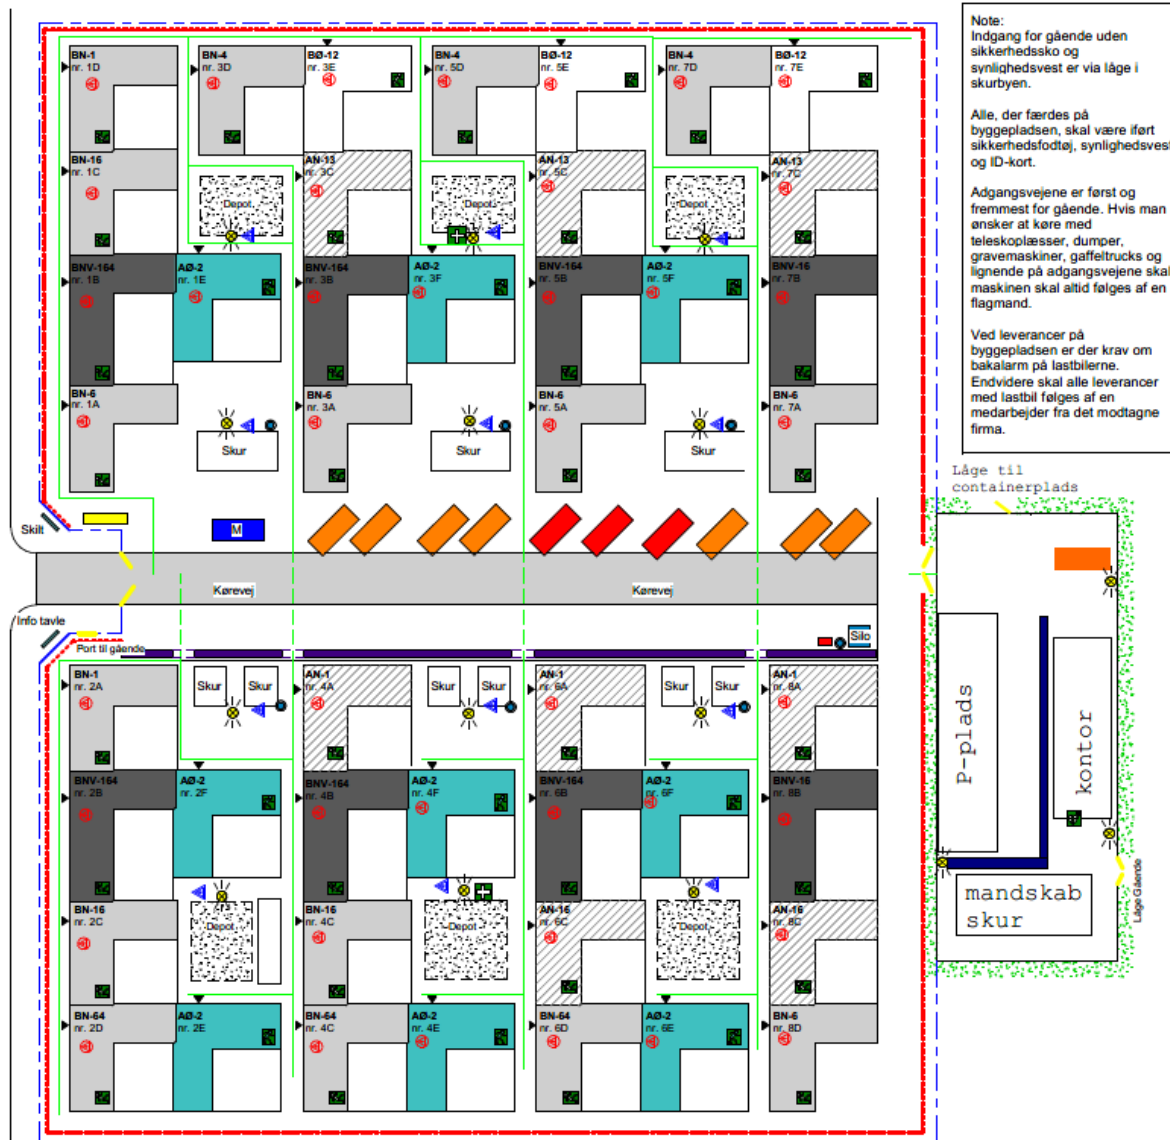 Note:
Indgang for gående uden
sikkerhedssko og
synlighedsvest er via låge i
skurbyen.
Alle, der færdes på
byggepladsen, skal være iført
sikkerhedsfodtøj, synlighedsvest
og ID-kort.
Adgangsvejene er først og
fremmest for gående. Hvis man
ønsker at køre med
teleskoplæsser, dumper,
gravemaskiner, gaffeltrucks og
lignende på adgangsvejene skal
maskinen skal altid følges af en
flagmand.
Ved leverancer på
byggepladsen er der krav om
bakalarm på lastbilerne.
Endvidere skal alle leverancer
med lastbil følges af en
medarbejder fra det modtagne
firma.
BN-1
nr. 1D
BN-4
nr. 3D
BØ-12
nr. 3E
BN-4
nr. 5D
BØ-12
nr. 5E
BN-4
nr. 7D
BØ-12
nr. 7E
BN-16
nr. 1C
AN-13
nr. 3C
AN-13
nr. 5C
AN-13
nr. 7C
Depot
Depot
Depot
BNV-164
nr. 1B
AØ-2
nr. 1E
BNV-164
nr. 3B
AØ-2
nr. 3F
BNV-164
nr. 5B
AØ-2
nr. 5F
BNV-16
nr. 7B
BN-6
nr. 1A
BN-6
nr. 3A
BN-6
nr. 5A
BN-6
nr. 7A
Skur
Skur
Skur
Låge til
containerplads
Skilt
M
Kørevej
Kørevej
Info tavle
Port til gående
Silo
BN-1
nr. 2A
Skur
Skur
AN-1
nr. 4A
Skur
Skur
AN-1
nr. 6A
Skur
Skur
AN-1
nr. 8A
BNV-164
nr. 2B
AØ-2
nr. 2F
BNV-164
nr. 4B
AØ-2
nr. 4F
BNV-164
nr. 6B
AØ-2
nr. 6F
BNV-16
nr. 8B
BN-16
nr. 2C
Depot
BN-16
nr. 4C
Depot
AN-16
nr. 6C
Depot
AN-16
nr. 8C
BN-64
nr. 2D
AØ-2
nr. 2E
BN-64
nr. 4C
AØ-2
nr. 4E
BN-64
nr. 6D
AØ-2
nr. 6E
BN-6
nr. 8D
P-plads
kontor
mandskab
skur
Låge Gående